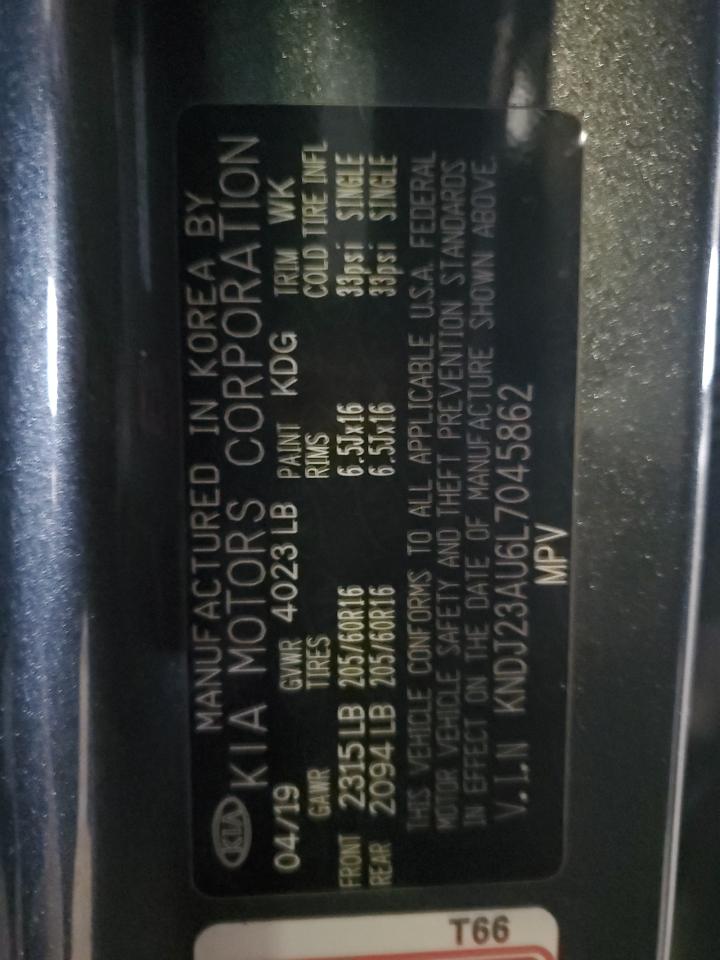 KIA
MANUFACTURED IN KOREA BY
KIA MOTORS CORPORATION
04/19 GVWR 4023 LB PAINT KDG TRIM WK
GAWR TIRES RIMS COLD TIRE INFL
FRONT 2315 LB 205/60R16 6.5Jx16 33psi SINGLE
REAR 2094 LB 205/60R16 6.5Jx16 33psi SINGLE
THIS VEHICLE CONFORMS TO ALL APPLICABLE U.S.A. FEDERAL
MOTOR VEHICLE SAFETY AND THEFT PREVENTION STANDARDS
IN EFFECT ON THE DATE OF MANUFACTURE SHOWN ABOVE.
V.I.N KNDJ23AU6L7045862
MPV
T66